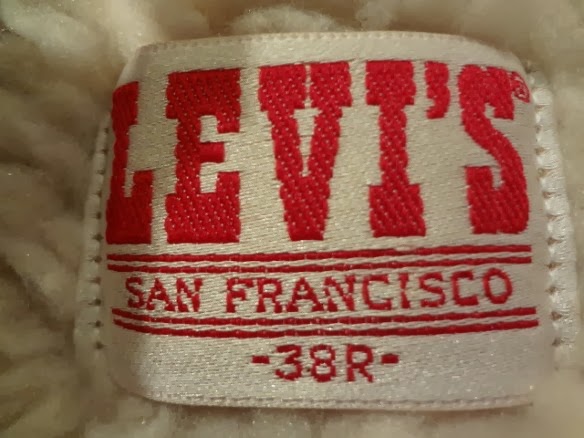 LEVI'S®
SAN FRANCISCO
-38R-